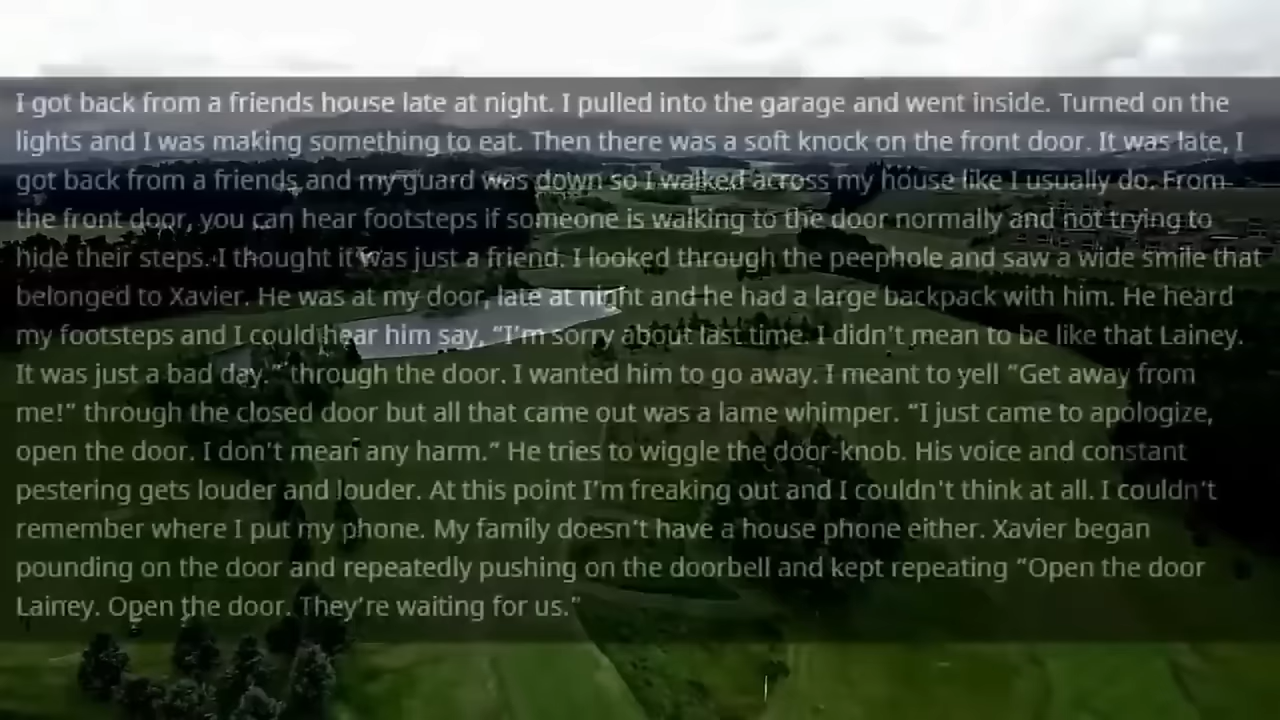 I got back from a friends house late at night. I pulled into the garage and went inside. Turned on the
lights and I was making something to eat. Then there was a soft knock on the front door. It was late, I
got back from a friends and my guard was down so I walked across my house like I usually do. From
the front door, you can hear footsteps if someone is walking to the door normally and not trying to
hide their steps. I thought it was just a friend. I looked through the peephole and saw a wide smile that
belonged to Xavier. He was at my door, late at night and he had a large backpack with him. He heard
my footsteps and I could hear him say, “I’m sorry about last time. I didn’t mean to be like that Lainey.
It was just a bad day.” through the door. I wanted him to go away. I meant to yell “Get away from
me!” through the closed door but all that came out was a lame whimper. “I just came to apologize,
open the door. I don’t mean any harm.” He tries to wiggle the door-knob. His voice and constant
pestering gets louder and louder. At this point I’m freaking out and I couldn't think at all. I couldn’t
remember where I put my phone. My family doesn’t have a house phone either. Xavier began
pounding on the door and repeatedly pushing on the doorbell and kept repeating “Open the door
Lainey. Open the door. They’re waiting for us.”